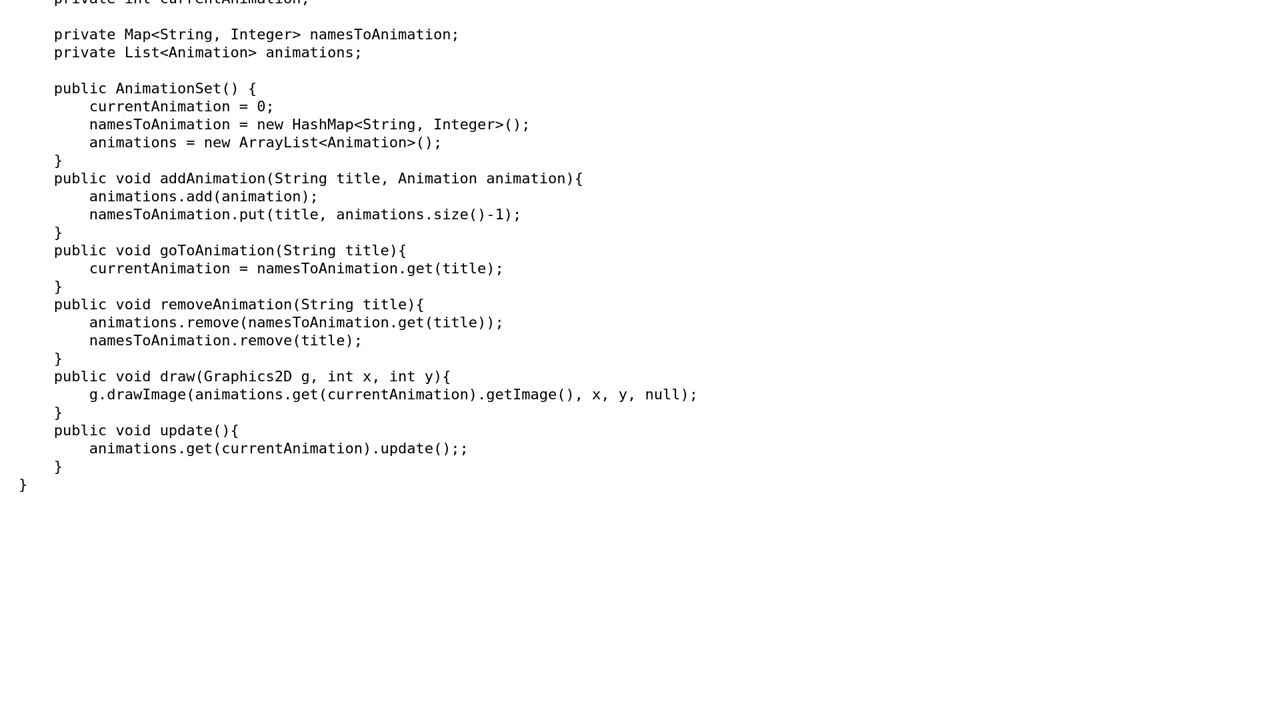 private int currentAnimation;
private Map<String, Integer> namesToAnimation;
private List<Animation> animations;
public AnimationSet() {
currentAnimation = 0;
namesToAnimation = new HashMap<String, Integer>();
animations = new ArrayList<Animation>();
}
public void addAnimation(String title, Animation animation){
animations.add(animation);
namesToAnimation.put(title, animations.size()-1);
}
public void goToAnimation(String title){
currentAnimation = namesToAnimation.get(title);
}
public void removeAnimation(String title){
animations.remove(namesToAnimation.get(title));
namesToAnimation.remove(title);
}
public void draw(Graphics2D g, int x, int y){
g.drawImage(animations.get(currentAnimation).getImage(), x, y, null);
}
public void update(){
animations.get(currentAnimation).update();;
}
}